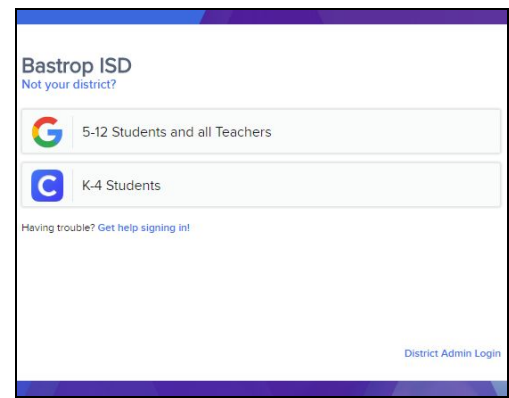 Bastrop ISD
Not your district?
G
5-12 Students and all Teachers
C
K-4 Students
Having trouble? Get help signing in!
District Admin Login